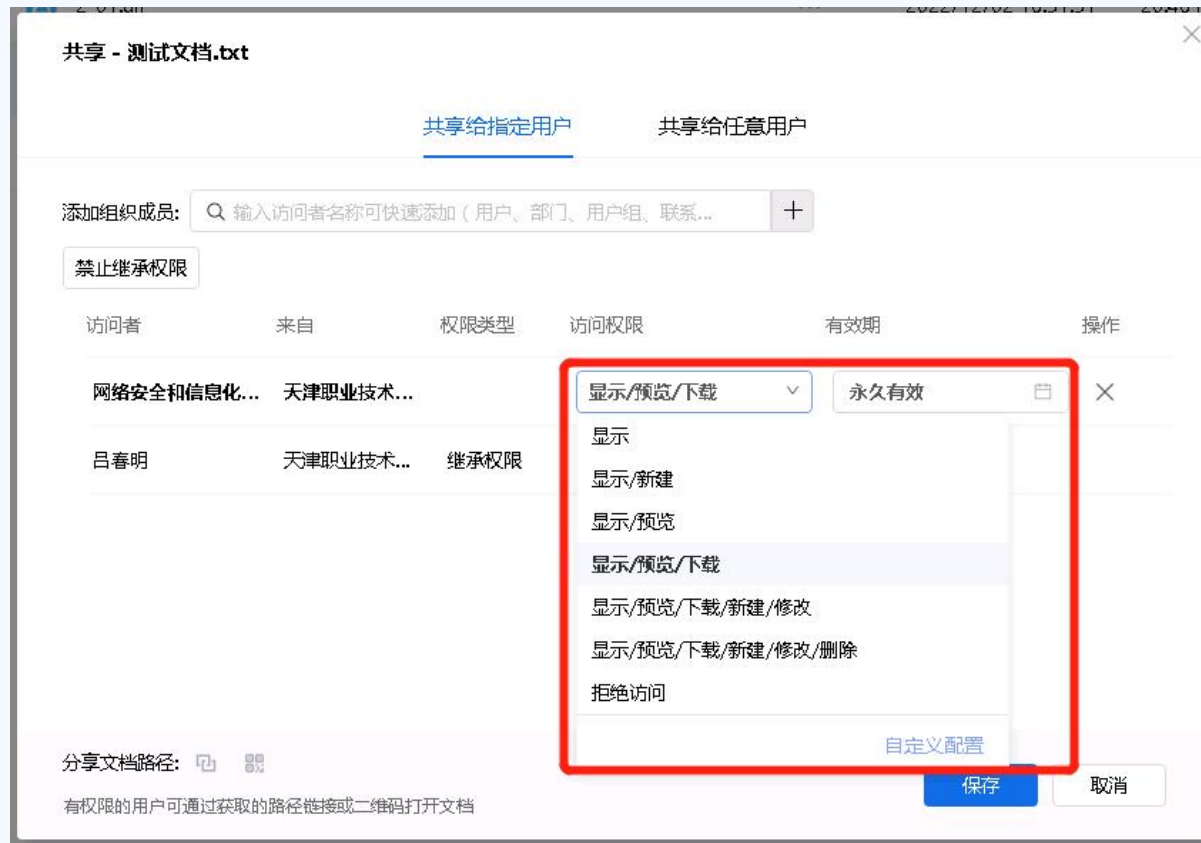 共享 - 测试文档.txt
共享给指定用户 共享给任意用户
添加组织成员: 输入访问者名称可快速添加 ( 用户、部门、用户组、联系...
禁止继承权限
访问者 来自 权限类型 访问权限 有效期 操作
网络安全和信息化... 天津职业技术... 显示/预览/下载 永久有效
显示
吕春明 天津职业技术... 继承权限
显示/新建
显示/预览
显示/预览/下载
显示/预览/下载/新建/修改
显示/预览/下载/新建/修改/删除
拒绝访问
自定义配置
分享文档路径:
保存 取消
有权限的用户可通过获取的路径链接或二维码打开文档